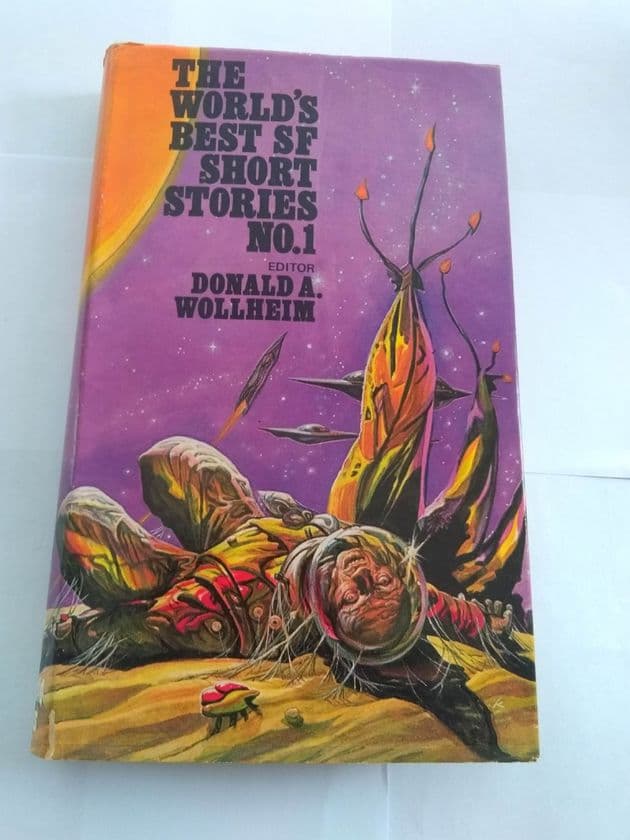 THE
WORLD'S
BEST SF
SHORT
STORIES
NO.1
EDITOR
DONALD A.
WOLLHEIM